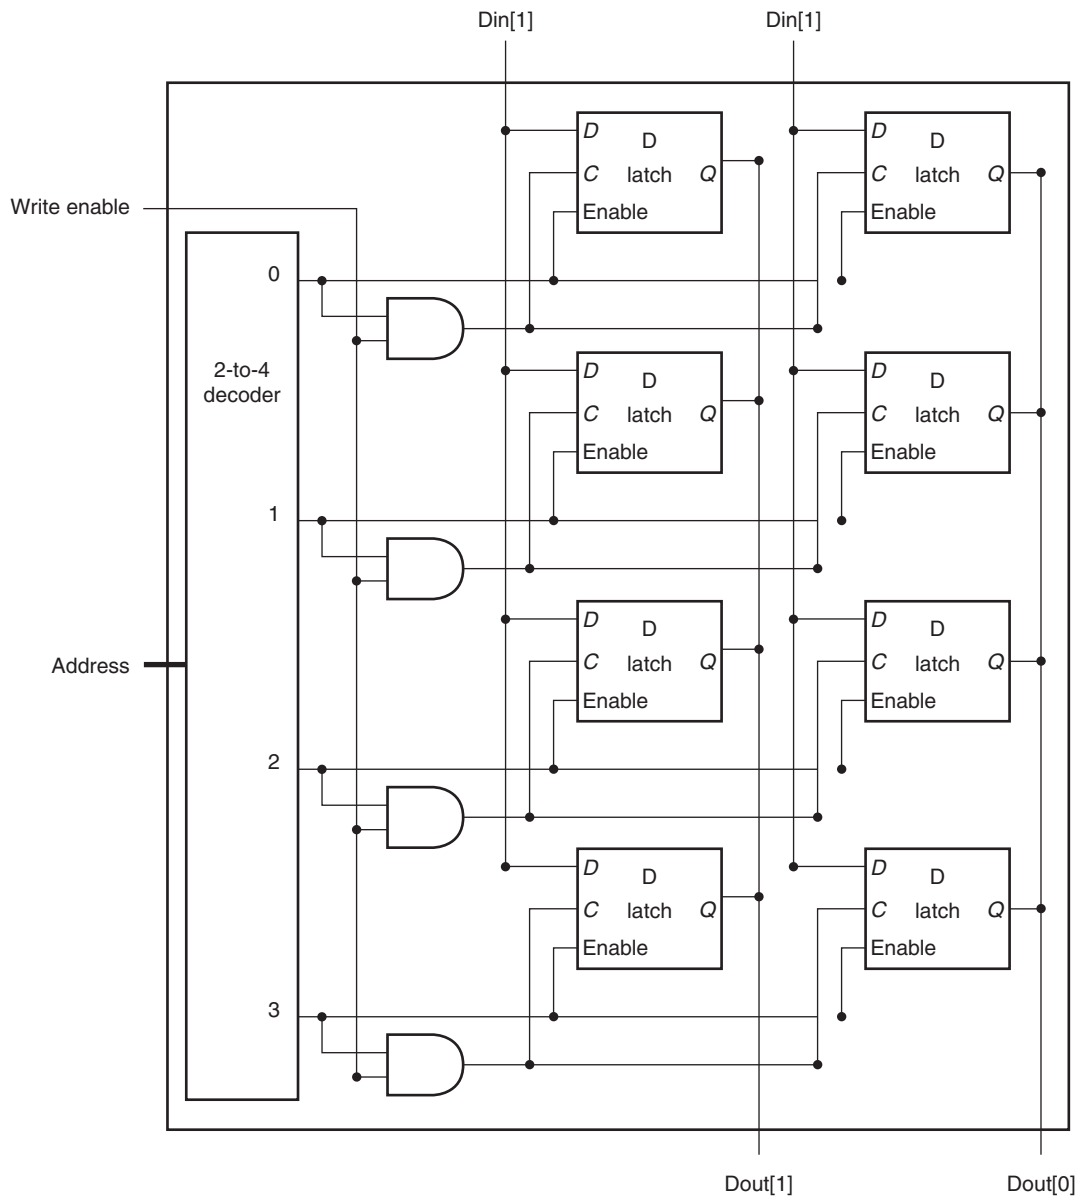 Din[1]
Din[1]
D
D
C
latch
Q
Enable
D
D
C
latch
Q
Enable
Write enable
0
2-to-4
decoder
D
D
C
latch
Q
Enable
D
D
C
latch
Q
Enable
1
Address
D
D
C
latch
Q
Enable
D
D
C
latch
Q
Enable
2
D
D
C
latch
Q
Enable
D
D
C
latch
Q
Enable
3
Dout[1]
Dout[0]